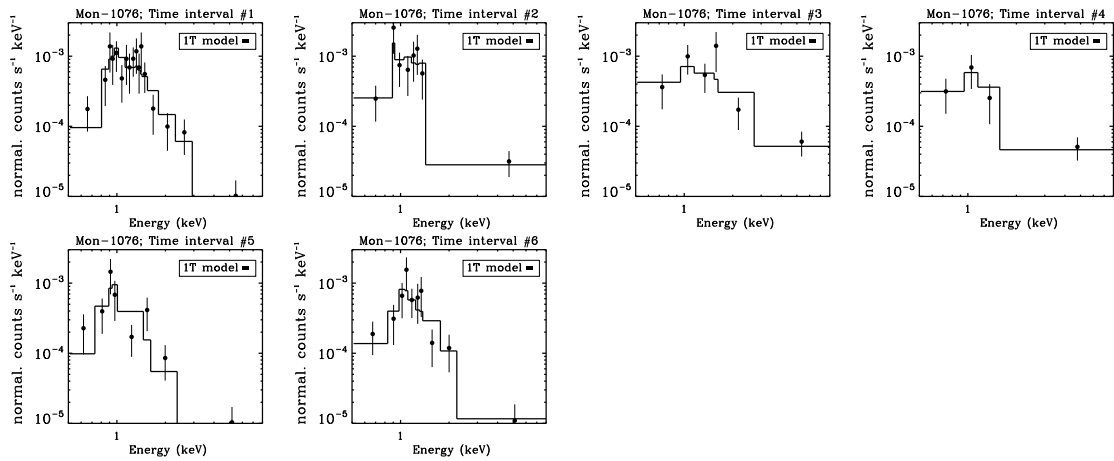 Mon-1076; Time interval #1
1T model
normal. counts s⁻¹ keV⁻¹
10⁻³
10⁻⁴
10⁻⁵
1
Energy (keV)
Mon-1076; Time interval #2
1T model
normal. counts s⁻¹ keV⁻¹
10⁻³
10⁻⁴
10⁻⁵
1
Energy (keV)
Mon-1076; Time interval #3
1T model
normal. counts s⁻¹ keV⁻¹
10⁻³
10⁻⁴
10⁻⁵
1
Energy (keV)
Mon-1076; Time interval #4
1T model
normal. counts s⁻¹ keV⁻¹
10⁻³
10⁻⁴
10⁻⁵
1
Energy (keV)
Mon-1076; Time interval #5
1T model
normal. counts s⁻¹ keV⁻¹
10⁻³
10⁻⁴
10⁻⁵
1
Energy (keV)
Mon-1076; Time interval #6
1T model
normal. counts s⁻¹ keV⁻¹
10⁻³
10⁻⁴
10⁻⁵
1
Energy (keV)